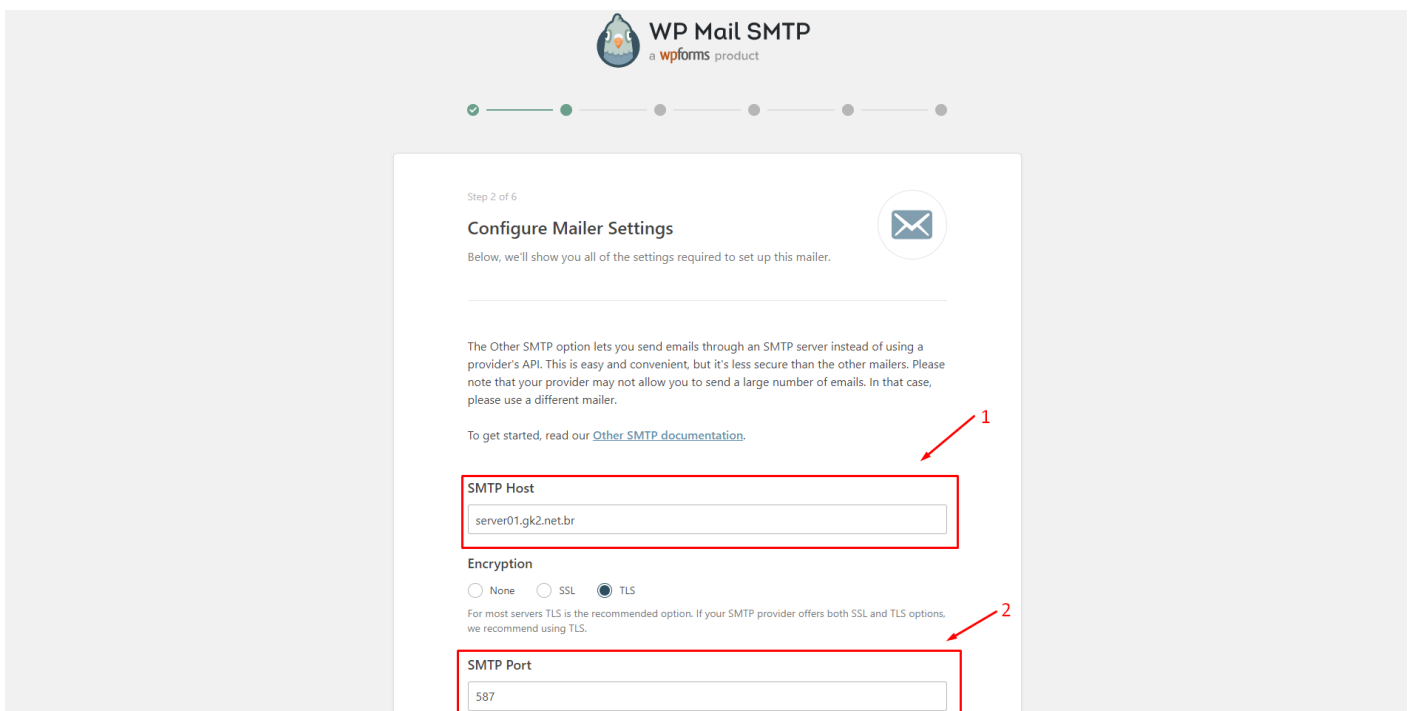 WP Mail SMTP
a wpforms product
Step 2 of 6
Configure Mailer Settings
Below, we'll show you all of the settings required to set up this mailer.
The Other SMTP option lets you send emails through an SMTP server instead of using a
provider's API. This is easy and convenient, but it's less secure than the other mailers. Please
note that your provider may not allow you to send a large number of emails. In that case,
please use a different mailer.
1
To get started, read our Other SMTP documentation.
SMTP Host
server01.gk2.net.br
Encryption
None SSL TLS
For most servers TLS is the recommended option. If your SMTP provider offers both SSL and TLS options,
we recommend using TLS.
2
SMTP Port
587